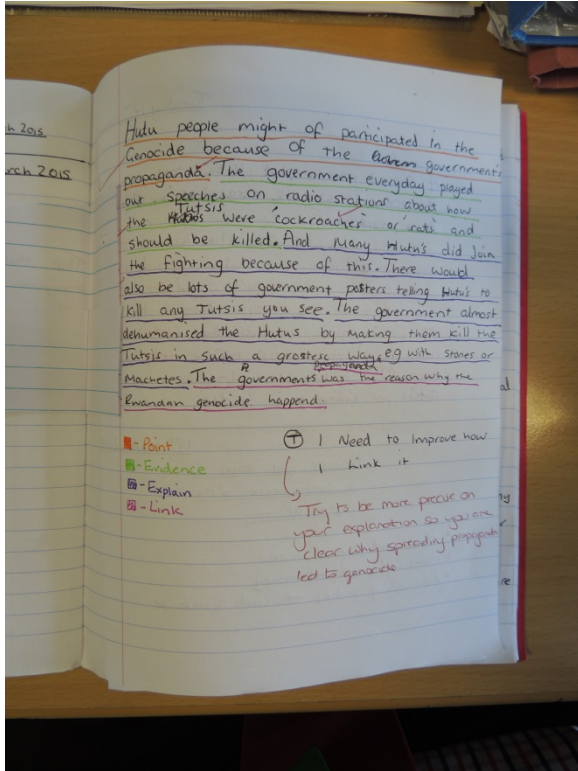 h 2015
rch 2015
Hutu people might of participated in the
Genocide because of the governments
propaganda. The government everyday played
out speeches on radio stations about how
the Tutsis were 'cockroaches' or 'rats' and
should be killed. And Many Hutu's did Join
the fighting because of this. There would
also be lots of government posters telling Hutu's to
kill any Tutsis you see. The government almost
dehumanised the Hutus by making them kill the
Tutsis in such a grostesc way, eg with stones or
Machetes. The governments propaganda was the reason why the
Rwandan genocide happend.
- Point
- Evidence
- Explain
- Link
T I Need to Improve how
I Link it
Try to be more precise on
your explanation so you are
clear why spreading propaganda
led to genocide
al
re